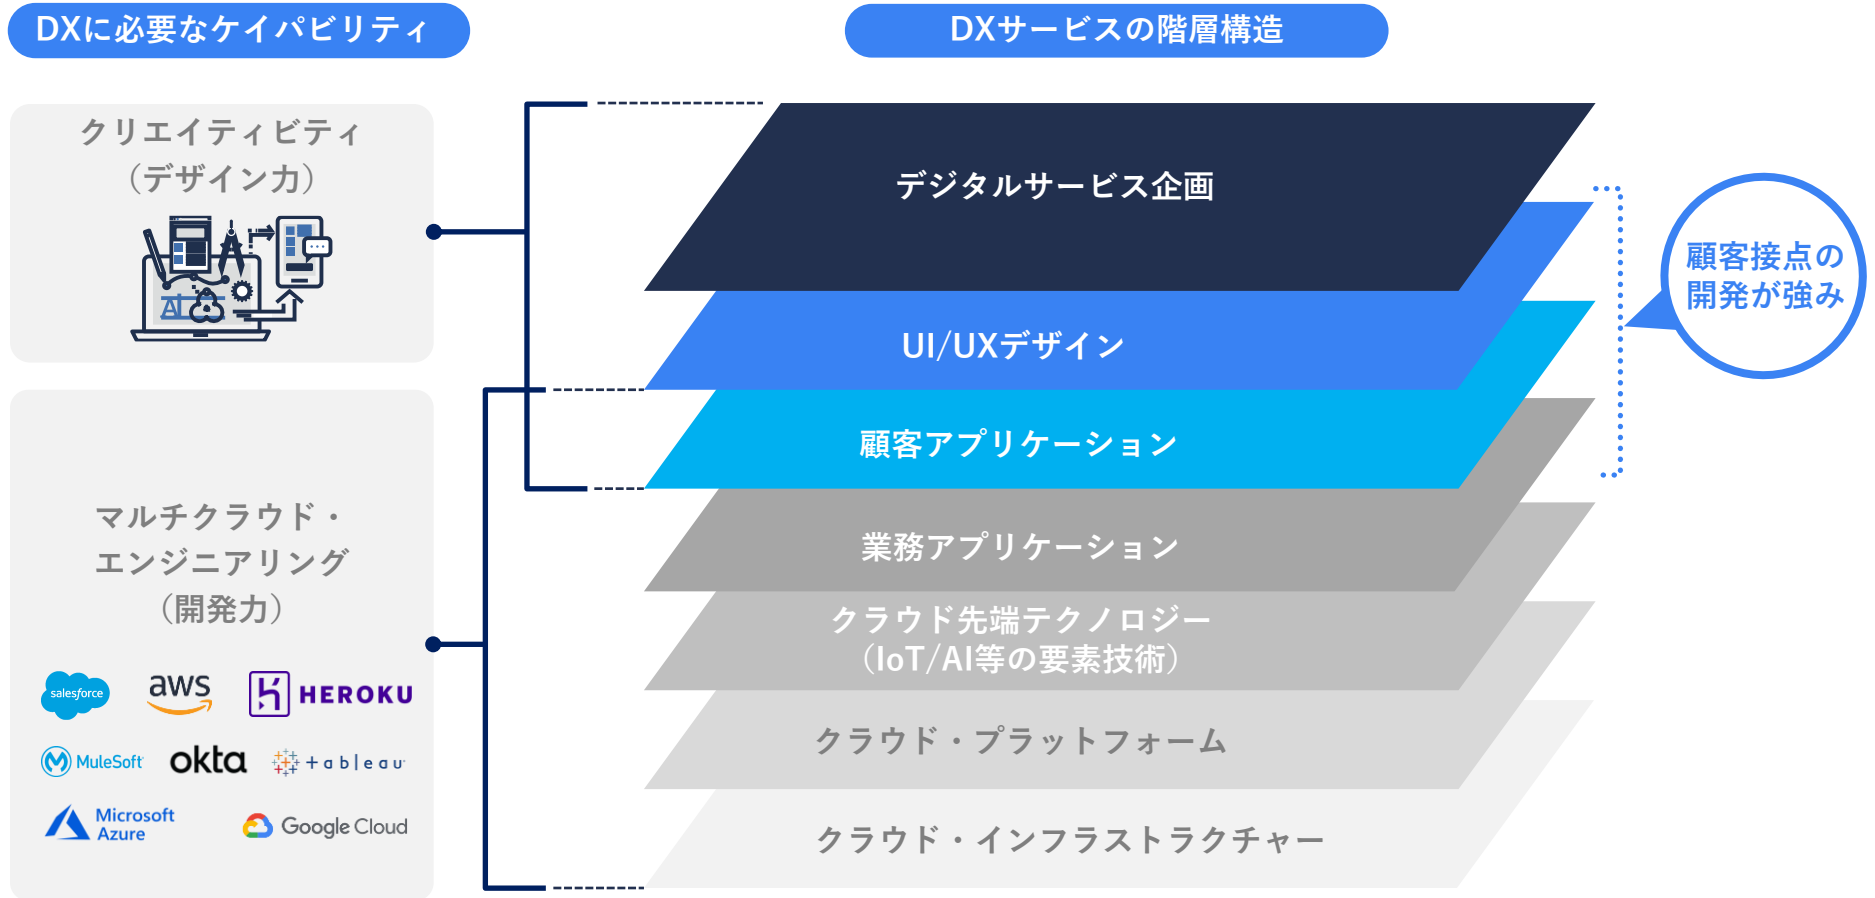 DXに必要なケイパビリティ
DXサービスの階層構造
クリエイティビティ
（デザイン力）
AI
マルチクラウド・
エンジニアリング
（開発力）
salesforce
aws
HEROKU
MuleSoft
okta
+ableau
Microsoft
Azure
Google Cloud
デジタルサービス企画
UI/UXデザイン
顧客アプリケーション
業務アプリケーション
クラウド先端テクノロジー
（IoT/AI等の要素技術）
クラウド・プラットフォーム
クラウド・インフラストラクチャー
顧客接点の
開発が強み